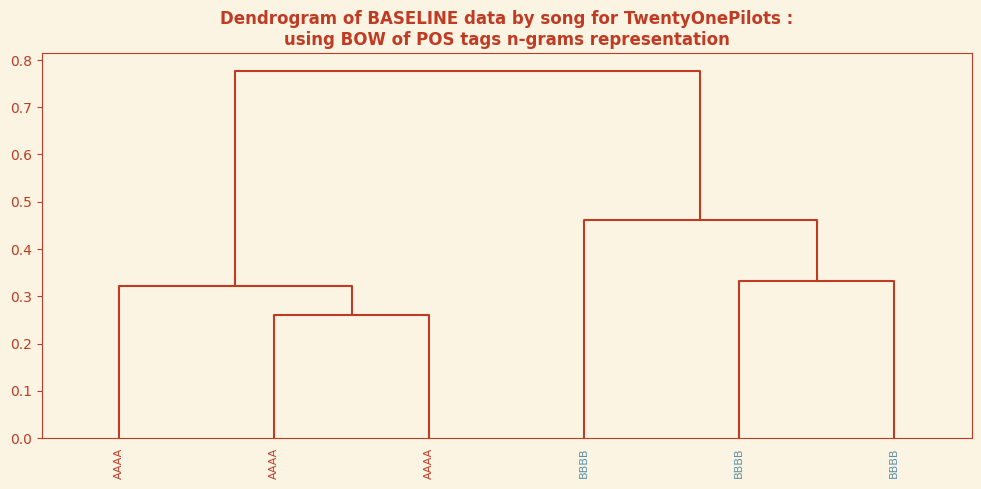 Dendrogram of BASELINE data by song for TwentyOnePilots :
using BOW of POS tags n-grams representation
0.8
0.7
0.6
0.5
0.4
0.3
0.2
0.1
0.0
AAAA
AAAA
AAAA
BBBB
BBBB
BBBB